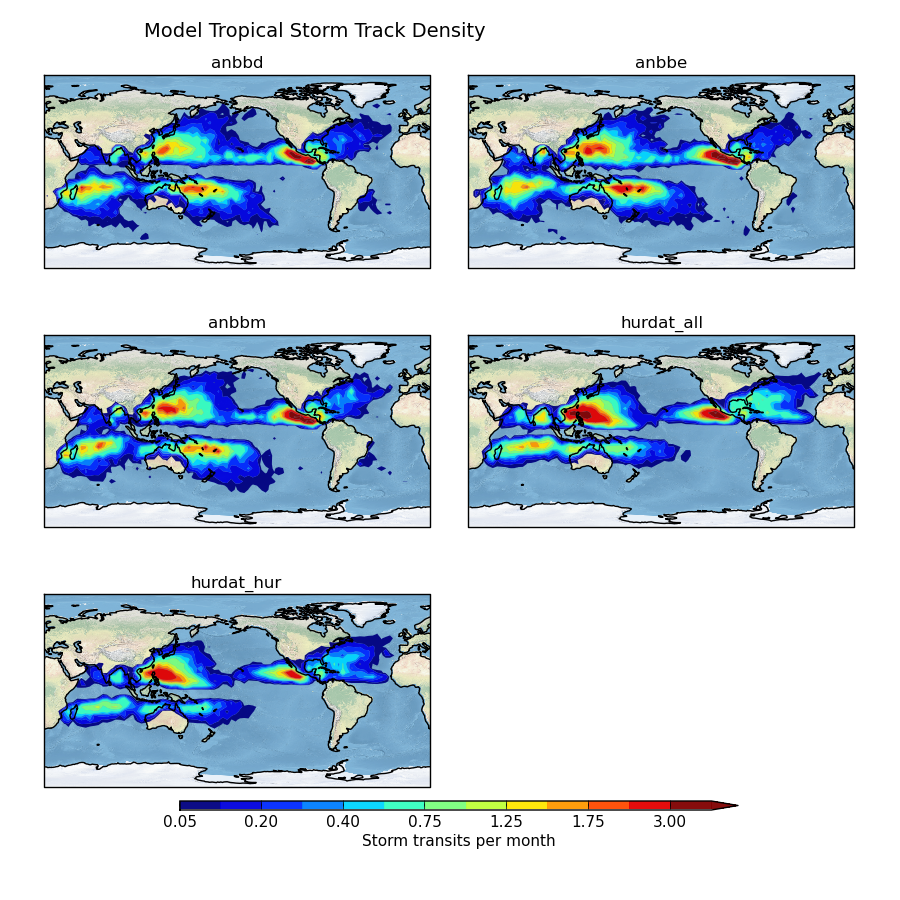 Model Tropical Storm Track Density
anbbd
anbbe
anbbm
hurdat_all
hurdat_hur
0.05 0.20 0.40 0.75 1.25 1.75 3.00
Storm transits per month